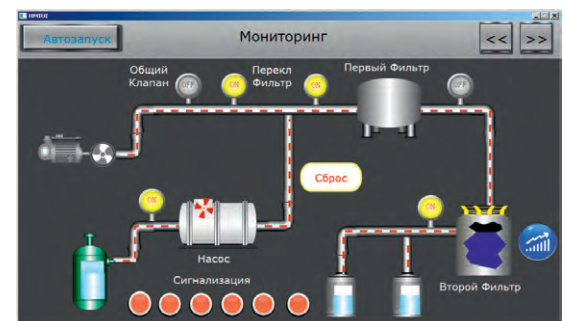 Автозапуск
Мониторинг
<< >>
Общий
Клапан
OFF
ON
Перекл
Фильтр
ON
Первый Фильтр
OFF
Сброс
ON
Насос
ON
Сигнализация
Второй Фильтр